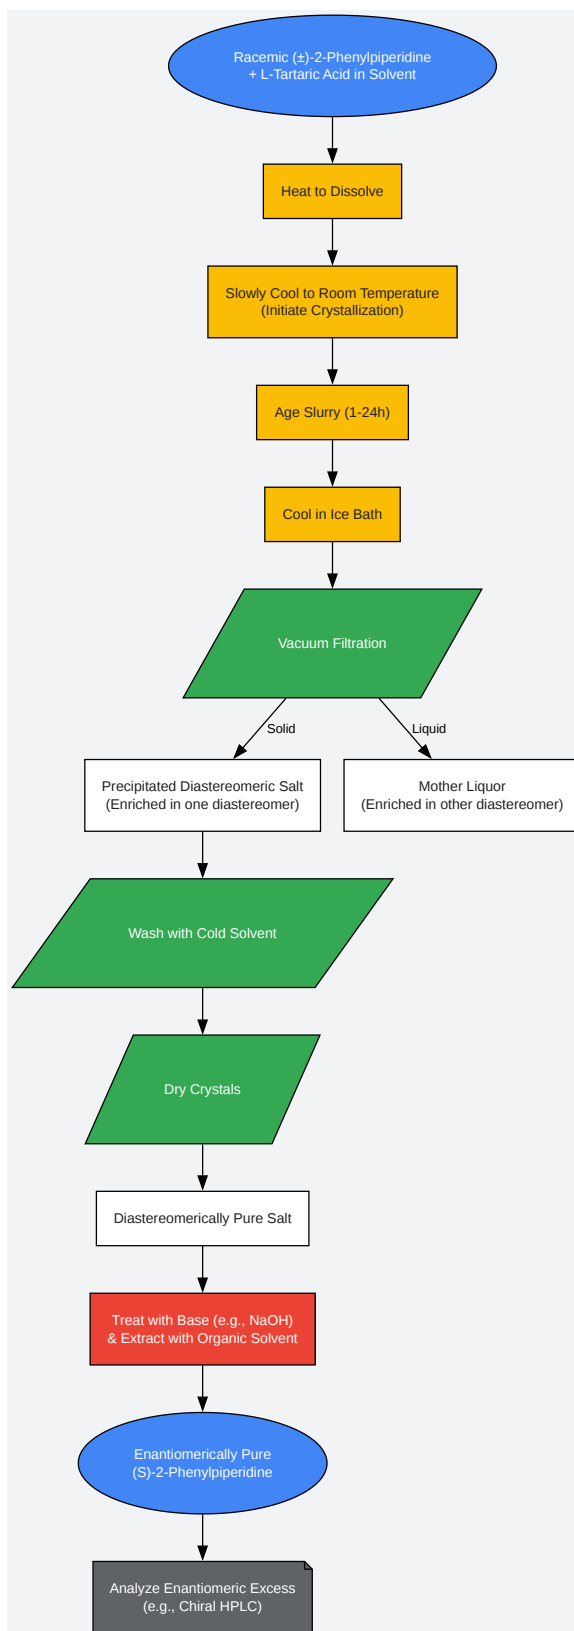 Racemic (±)-2-Phenylpiperidine
+ L-Tartaric Acid in Solvent
Heat to Dissolve
Slowly Cool to Room Temperature
(Initiate Crystallization)
Age Slurry (1-24h)
Cool in Ice Bath
Vacuum Filtration
Solid
Liquid
Precipitated Diastereomeric Salt
(Enriched in one diastereomer)
Mother Liquor
(Enriched in other diastereomer)
Wash with Cold Solvent
Dry Crystals
Diastereomerically Pure Salt
Treat with Base (e.g., NaOH)
& Extract with Organic Solvent
Enantiomerically Pure
(S)-2-Phenylpiperidine
Analyze Enantiomeric Excess
(e.g., Chiral HPLC)